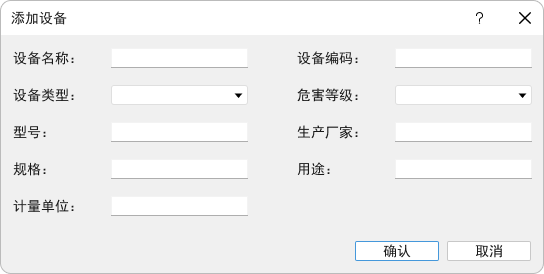 添加设备 ?
设备名称： 设备编码：
设备类型： 危害等级：
型号： 生产厂家：
规格： 用途：
计量单位：
确认 取消